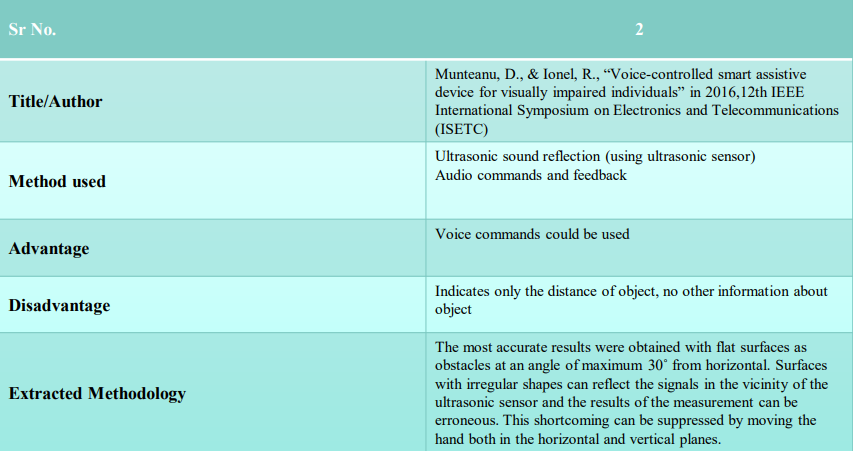 Sr No.
2
Title/Author
Munteanu, D., & Ionel, R., “Voice-controlled smart assistive
device for visually impaired individuals” in 2016,12th IEEE
International Symposium on Electronics and Telecommunications
(ISETC)
Method used
Ultrasonic sound reflection (using ultrasonic sensor)
Audio commands and feedback
Advantage
Voice commands could be used
Disadvantage
Indicates only the distance of object, no other information about
object
Extracted Methodology
The most accurate results were obtained with flat surfaces as
obstacles at an angle of maximum 30˚ from horizontal. Surfaces
with irregular shapes can reflect the signals in the vicinity of the
ultrasonic sensor and the results of the measurement can be
erroneous. This shortcoming can be suppressed by moving the
hand both in the horizontal and vertical planes.